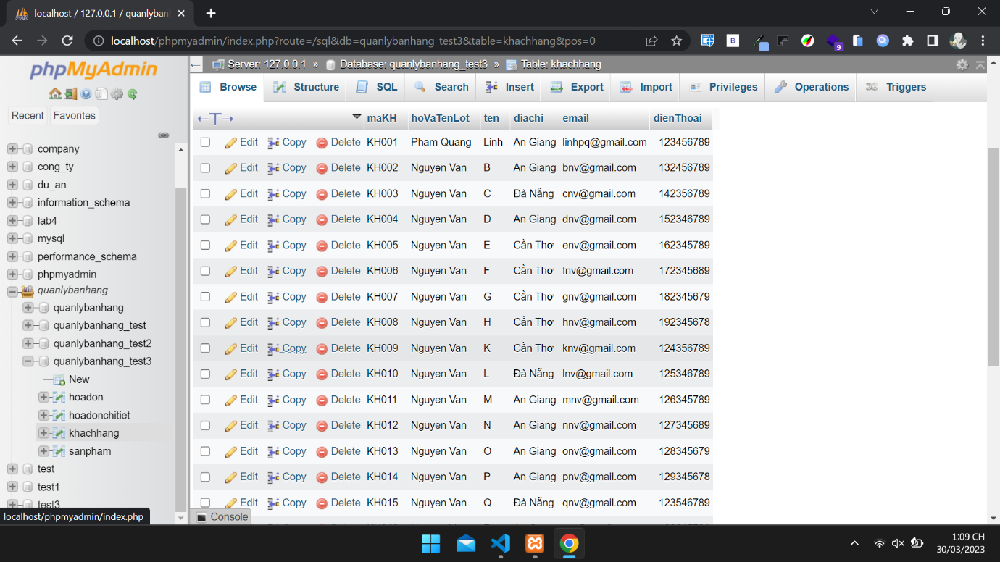 localhost / 127.0.0.1 / quanlybanl
localhost/phpmyadmin/index.php?route=/sql&db=quanlybanhang_test3&table=khachhang&pos=0
B
9
phpMyAdmin
Recent Favorites
company
cong_ty
du_an
information_schema
lab4
mysql
performance_schema
phpmyadmin
quanlybanhang
quanlybanhang
quanlybanhang_test
quanlybanhang_test2
quanlybanhang_test3
New
hoadon
hoadonchitiet
khachhang
sanpham
test
test1
test3
localhost/phpmyadmin/index.php
Server: 127.0.0.1 » Database: quanlybanhang_test3 » Table: khachhang
Browse Structure SQL Search Insert Export Import Privileges Operations Triggers
←T→ maKH hoVaTenLot ten diachi email dienThoai
Edit Copy Delete KH001 Pham Quang Linh An Giang linhpq@gmail.com 123456789
Edit Copy Delete KH002 Nguyen Van B An Giang bnv@gmail.com 132456789
Edit Copy Delete KH003 Nguyen Van C Đà Nẵng cnv@gmail.com 142356789
Edit Copy Delete KH004 Nguyen Van D An Giang dnv@gmail.com 152346789
Edit Copy Delete KH005 Nguyen Van E Cần Thơ env@gmail.com 162345789
Edit Copy Delete KH006 Nguyen Van F Cần Thơ fnv@gmail.com 172345689
Edit Copy Delete KH007 Nguyen Van G Cần Thơ gnv@gmail.com 182345679
Edit Copy Delete KH008 Nguyen Van H Cần Thơ hnv@gmail.com 192345678
Edit Copy Delete KH009 Nguyen Van K Cần Thơ knv@gmail.com 124356789
Edit Copy Delete KH010 Nguyen Van L Đà Nẵng lnv@gmail.com 125346789
Edit Copy Delete KH011 Nguyen Van M An Giang mnv@gmail.com 126345789
Edit Copy Delete KH012 Nguyen Van N An Giang nnv@gmail.com 127345689
Edit Copy Delete KH013 Nguyen Van O An Giang onv@gmail.com 128345679
Edit Copy Delete KH014 Nguyen Van P An Giang pnv@gmail.com 129345678
Edit Copy Delete KH015 Nguyen Van Q Đà Nẵng qnv@gmail.com 123546789
Console
1:09 CH
30/03/2023